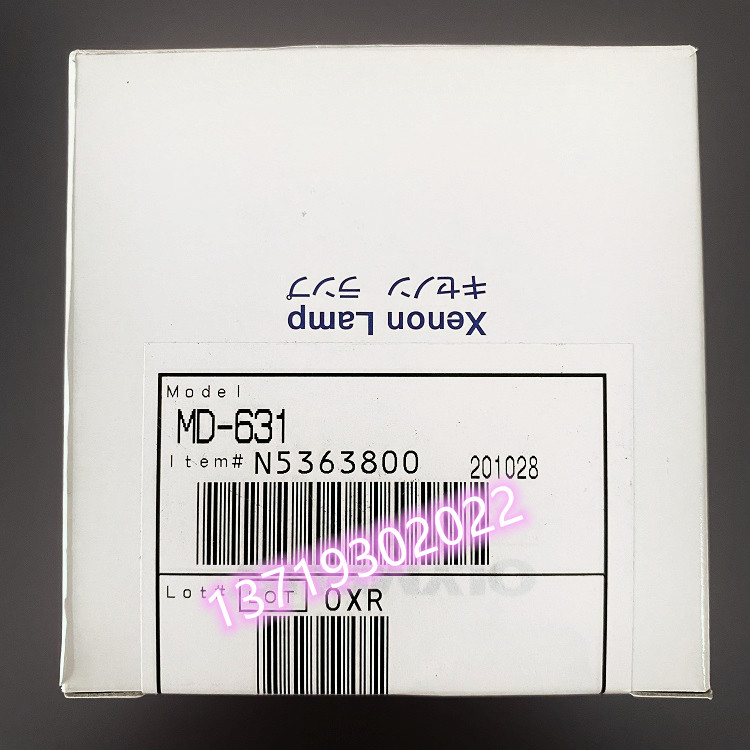 キセノン ランプ
Xenon Lamp
Model
MD-631
Item# N5363800 201028
13719302022
Lot# LOT 0XR